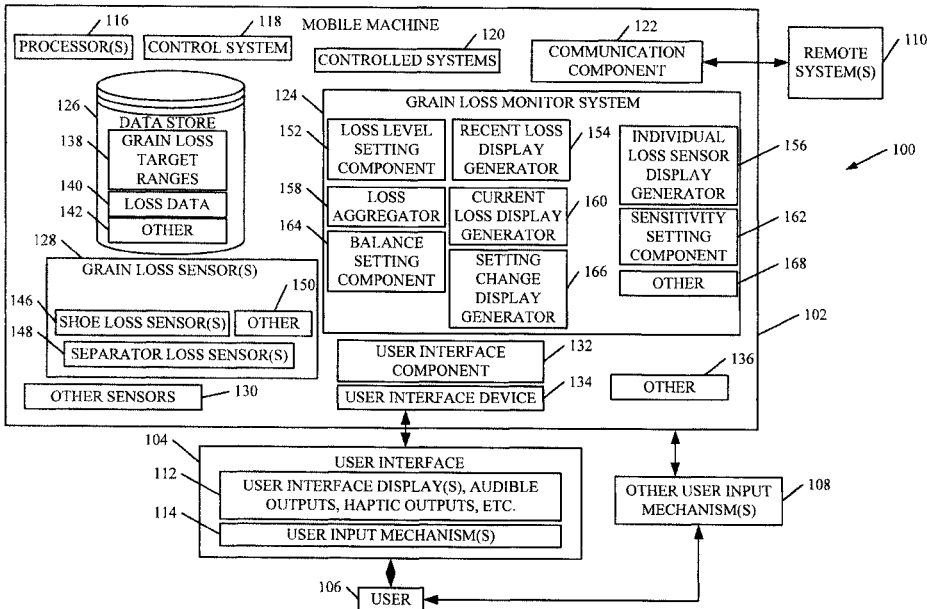 MOBILE MACHINE
116
118
120
122
PROCESSOR(S)
CONTROL SYSTEM
CONTROLLED SYSTEMS
COMMUNICATION
COMPONENT
REMOTE
SYSTEM(S)
110
126
DATA STORE
138
GRAIN LOSS
TARGET
RANGES
140
LOSS DATA
142
OTHER
124
GRAIN LOSS MONITOR SYSTEM
152
LOSS LEVEL
SETTING
COMPONENT
RECENT LOSS
DISPLAY
GENERATOR
154
INDIVIDUAL
LOSS SENSOR
DISPLAY
GENERATOR
156
100
158
LOSS
AGGREGATOR
CURRENT
LOSS DISPLAY
GENERATOR
160
SENSITIVITY
SETTING
COMPONENT
162
164
BALANCE
SETTING
COMPONENT
SETTING
CHANGE
DISPLAY
GENERATOR
166
OTHER
168
128
GRAIN LOSS SENSOR(S)
150
146
SHOE LOSS SENSOR(S)
OTHER
148
SEPARATOR LOSS SENSOR(S)
102
USER INTERFACE
COMPONENT
132
134
USER INTERFACE DEVICE
136
OTHER
OTHER SENSORS
130
104
USER INTERFACE
112
USER INTERFACE DISPLAY(S), AUDIBLE
OUTPUTS, HAPTIC OUTPUTS, ETC.
114
USER INPUT MECHANISM(S)
OTHER USER INPUT
MECHANISM(S)
108
106
USER